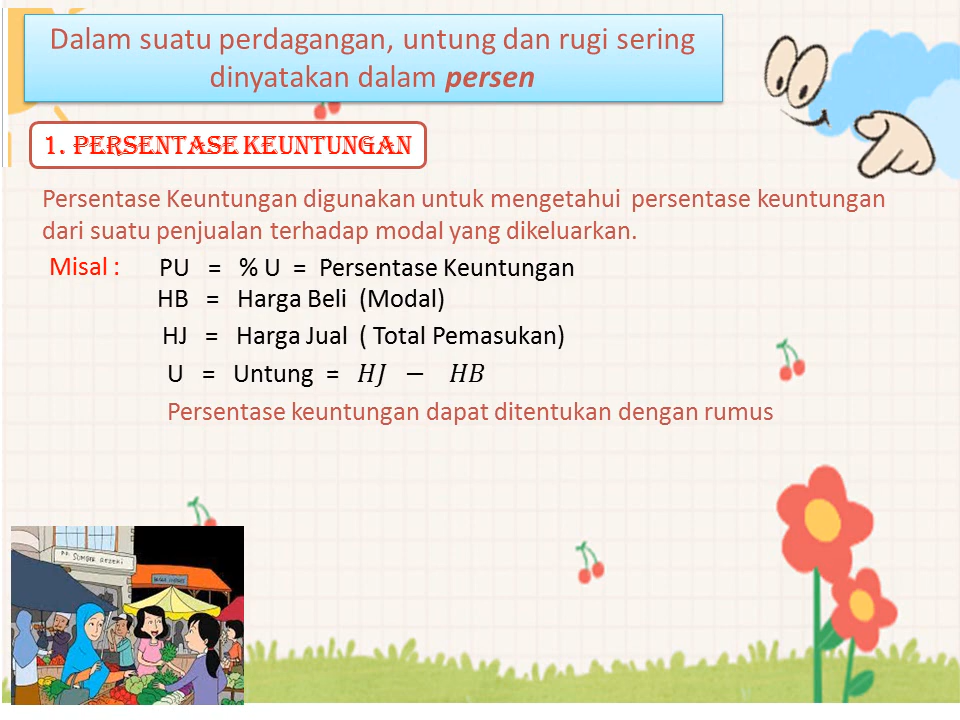 Dalam suatu perdagangan, untung dan rugi sering
dinyatakan dalam persen
1. PERSENTASE KEUNTUNGAN
Persentase Keuntungan digunakan untuk mengetahui persentase keuntungan
dari suatu penjualan terhadap modal yang dikeluarkan.
Misal : PU = % U = Persentase Keuntungan
HB = Harga Beli (Modal)
HJ = Harga Jual ( Total Pemasukan)
U = Untung = HJ − HB
Persentase keuntungan dapat ditentukan dengan rumus